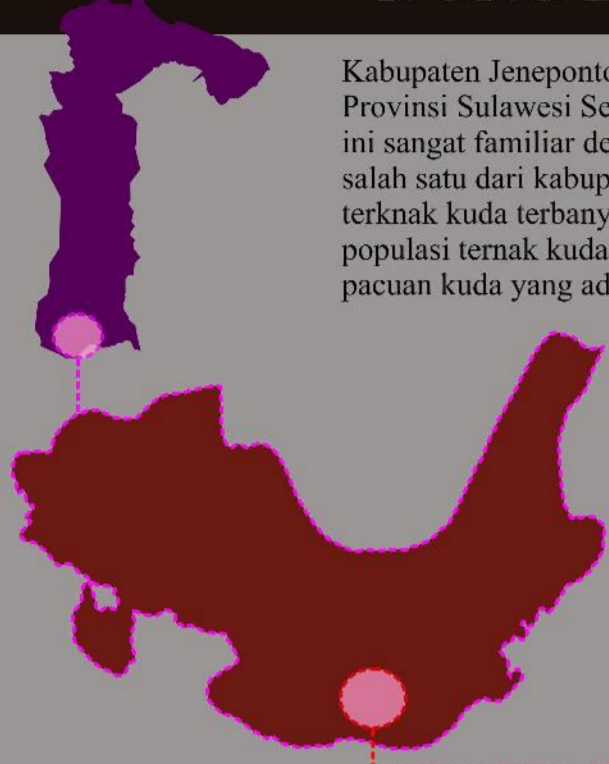 Kabupaten Jeneponto
Provinsi Sulawesi Se
ini sangat familiar de
salah satu dari kabup
terknak kuda terbany
populasi ternak kuda
pacuan kuda yang ad